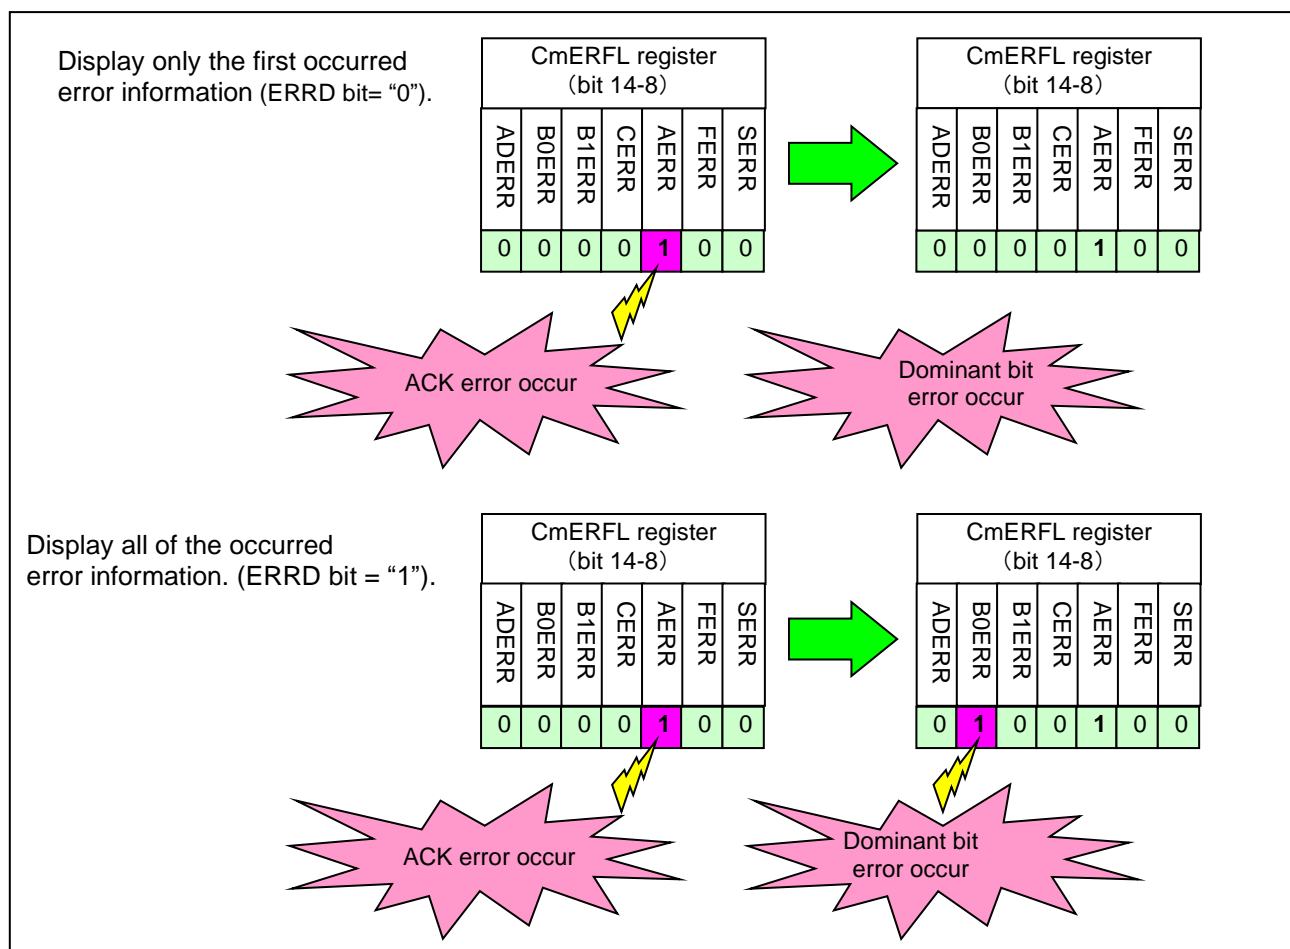 Display only the first occurred
error information (ERRD bit= “0”).
CmERFL register
（bit 14-8）
ADERR B0ERR B1ERR CERR AERR FERR SERR
0 0 0 0 1 0 0
CmERFL register
（bit 14-8）
ADERR B0ERR B1ERR CERR AERR FERR SERR
0 0 0 0 1 0 0
ACK error occur
Dominant bit
error occur
Display all of the occurred
error information. (ERRD bit = “1”).
CmERFL register
（bit 14-8）
ADERR B0ERR B1ERR CERR AERR FERR SERR
0 0 0 0 1 0 0
CmERFL register
（bit 14-8）
ADERR B0ERR B1ERR CERR AERR FERR SERR
0 1 0 0 1 0 0
ACK error occur
Dominant bit
error occur